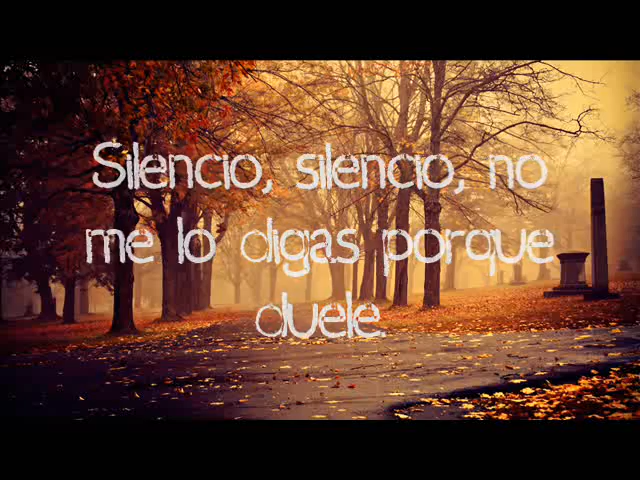 Silencio, silencio, no
me lo digas porque
duele.